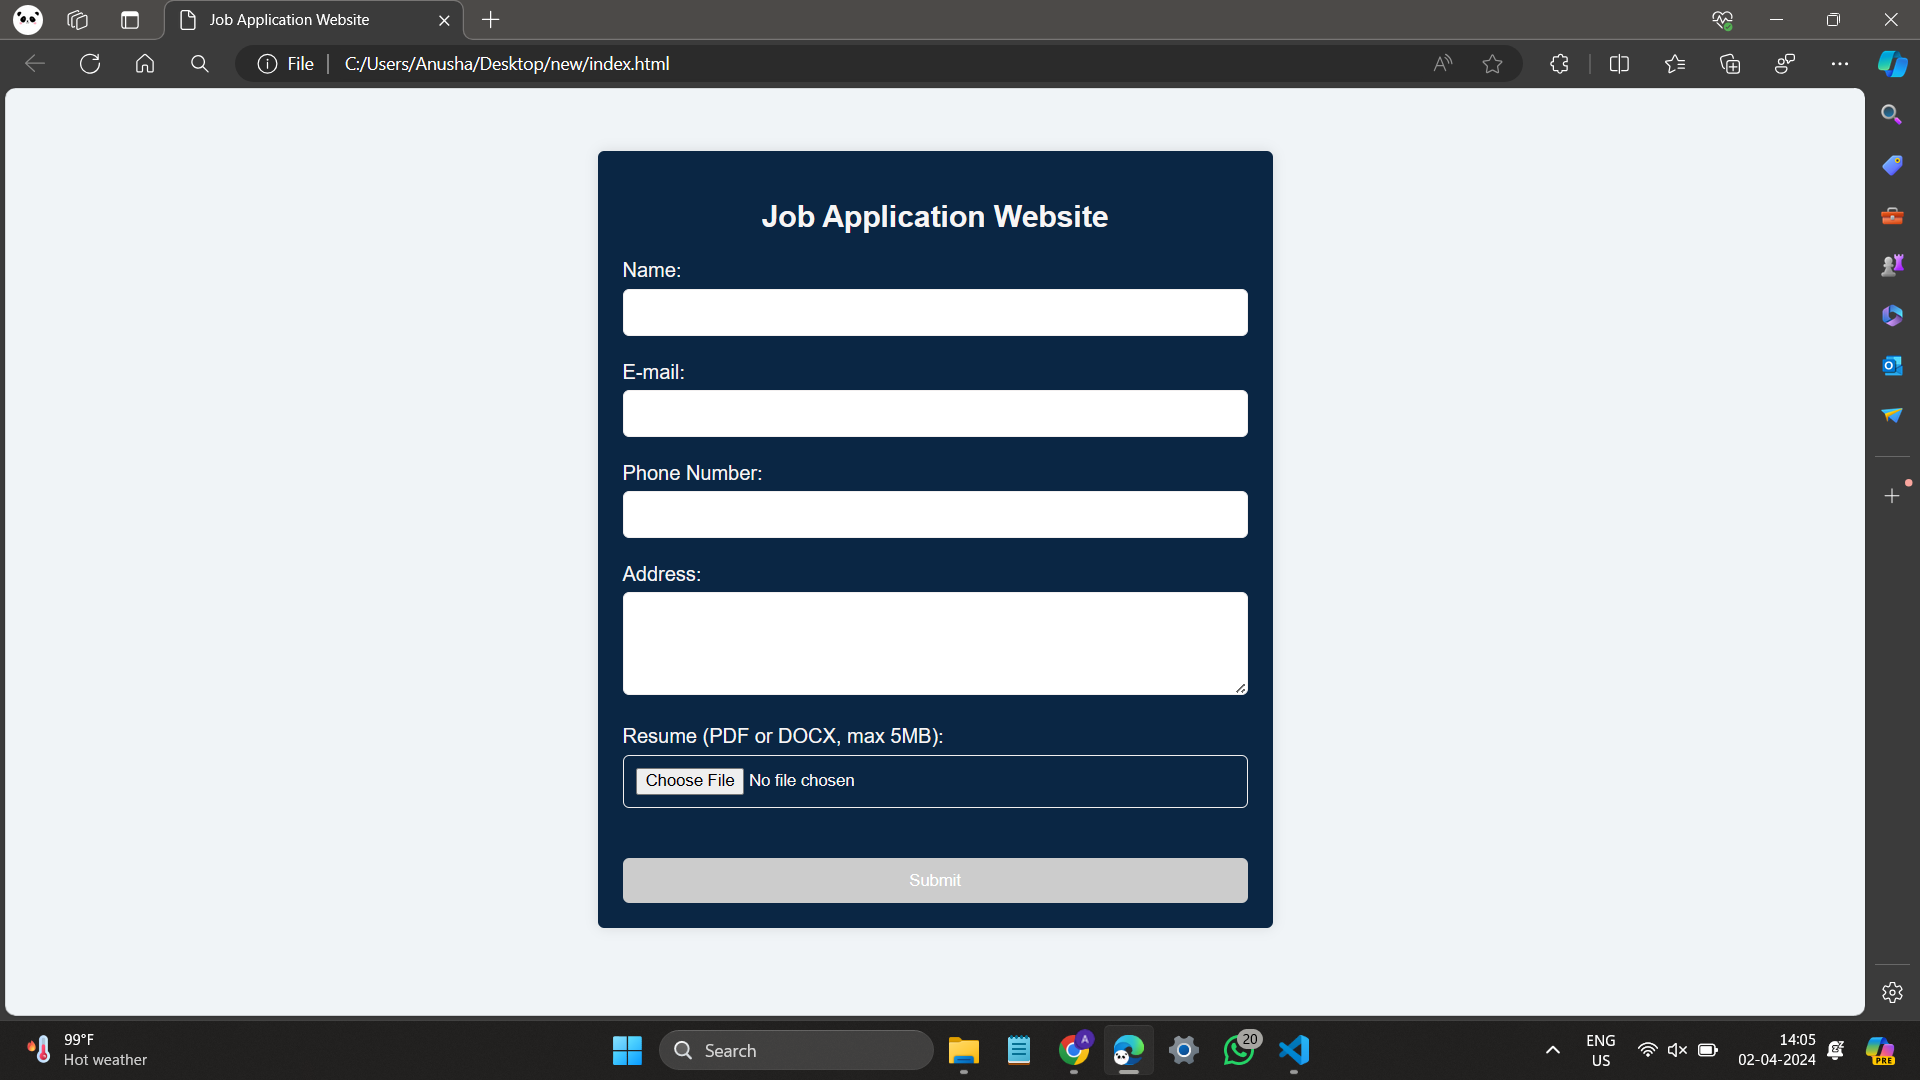 Job Application Website
File
C:/Users/Anusha/Desktop/new/index.html
Job Application Website
Name:
E-mail:
Phone Number:
Address:
Resume (PDF or DOCX, max 5MB):
Choose File No file chosen
Submit
99°F
Hot weather
Search
A
20
ENG
US
14:05
02-04-2024
PRE